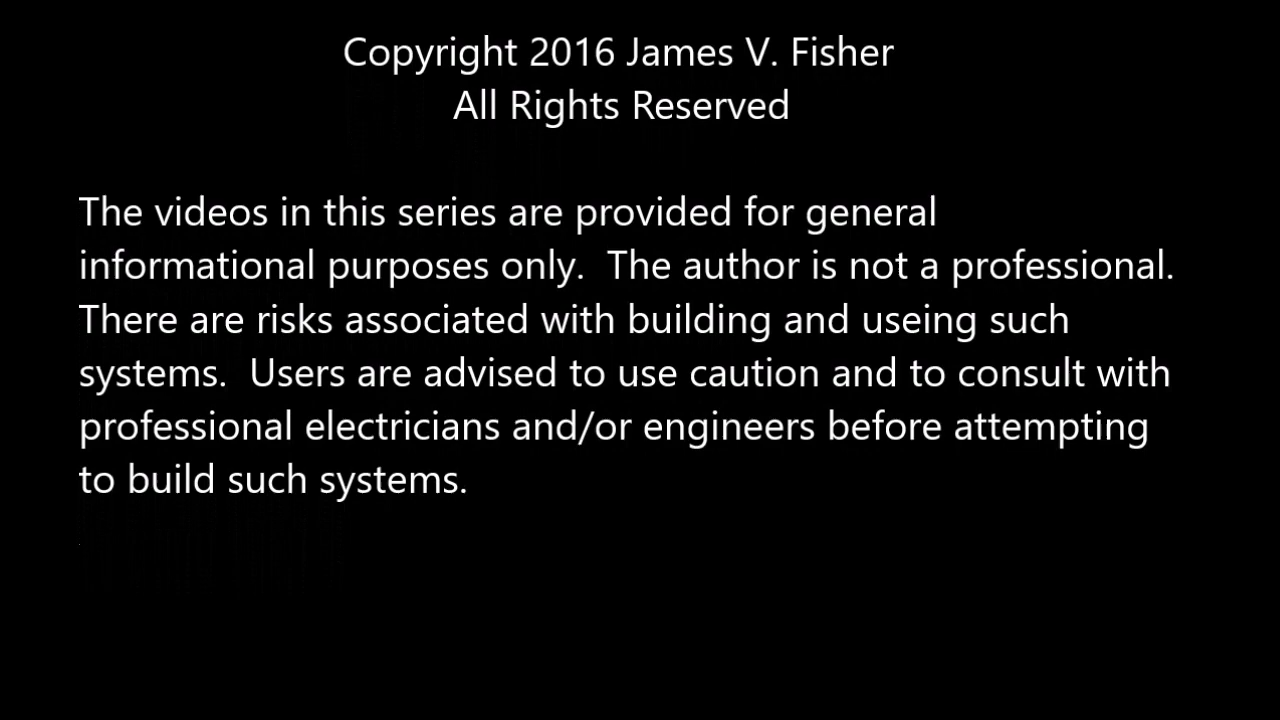 Copyright 2016 James V. Fisher
All Rights Reserved
The videos in this series are provided for general
informational purposes only.  The author is not a professional.
There are risks associated with building and useing such
systems.  Users are advised to use caution and to consult with
professional electricians and/or engineers before attempting
to build such systems.